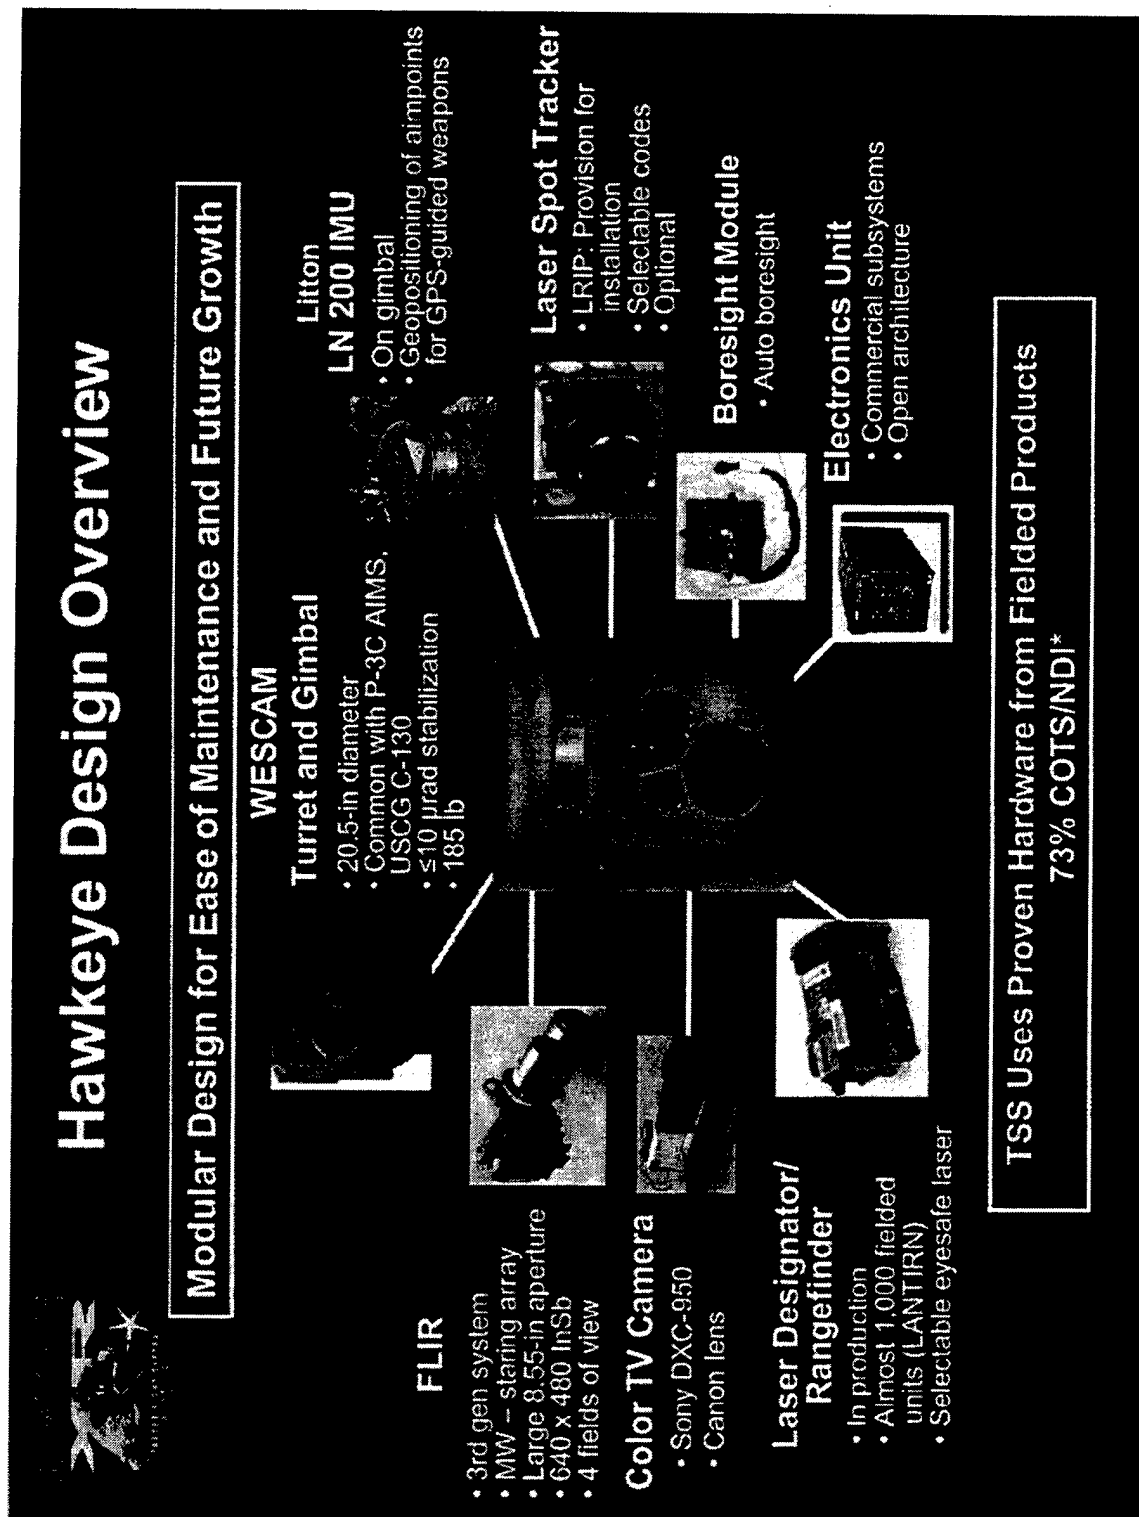 Hawkeye Design Overview
Modular Design for Ease of Maintenance and Future Growth
WESCAM
Turret and Gimbal
• 20.5-in diameter
• Common with P-3C AIMS,
USCG C-130
• ≤10 µrad stabilization
• 185 lb
Litton
LN 200 IMU
• On gimbal
• Geopositioning of aimpoints
for GPS-guided weapons
FLIR
• 3rd gen system
• MW – staring array
• Large 8.55-in aperture
• 640 x 480 InSb
• 4 fields of view
Laser Spot Tracker
• LRIP: Provision for
installation
• Selectable codes
• Optional
Color TV Camera
• Sony DXC-950
• Canon lens
Boresight Module
• Auto boresight
Laser Designator/
Rangefinder
• In production
• Almost 1,000 fielded
units (LANTIRN)
• Selectable eyesafe laser
Electronics Unit
• Commercial subsystems
• Open architecture
TSS Uses Proven Hardware from Fielded Products
73% COTS/NDI*